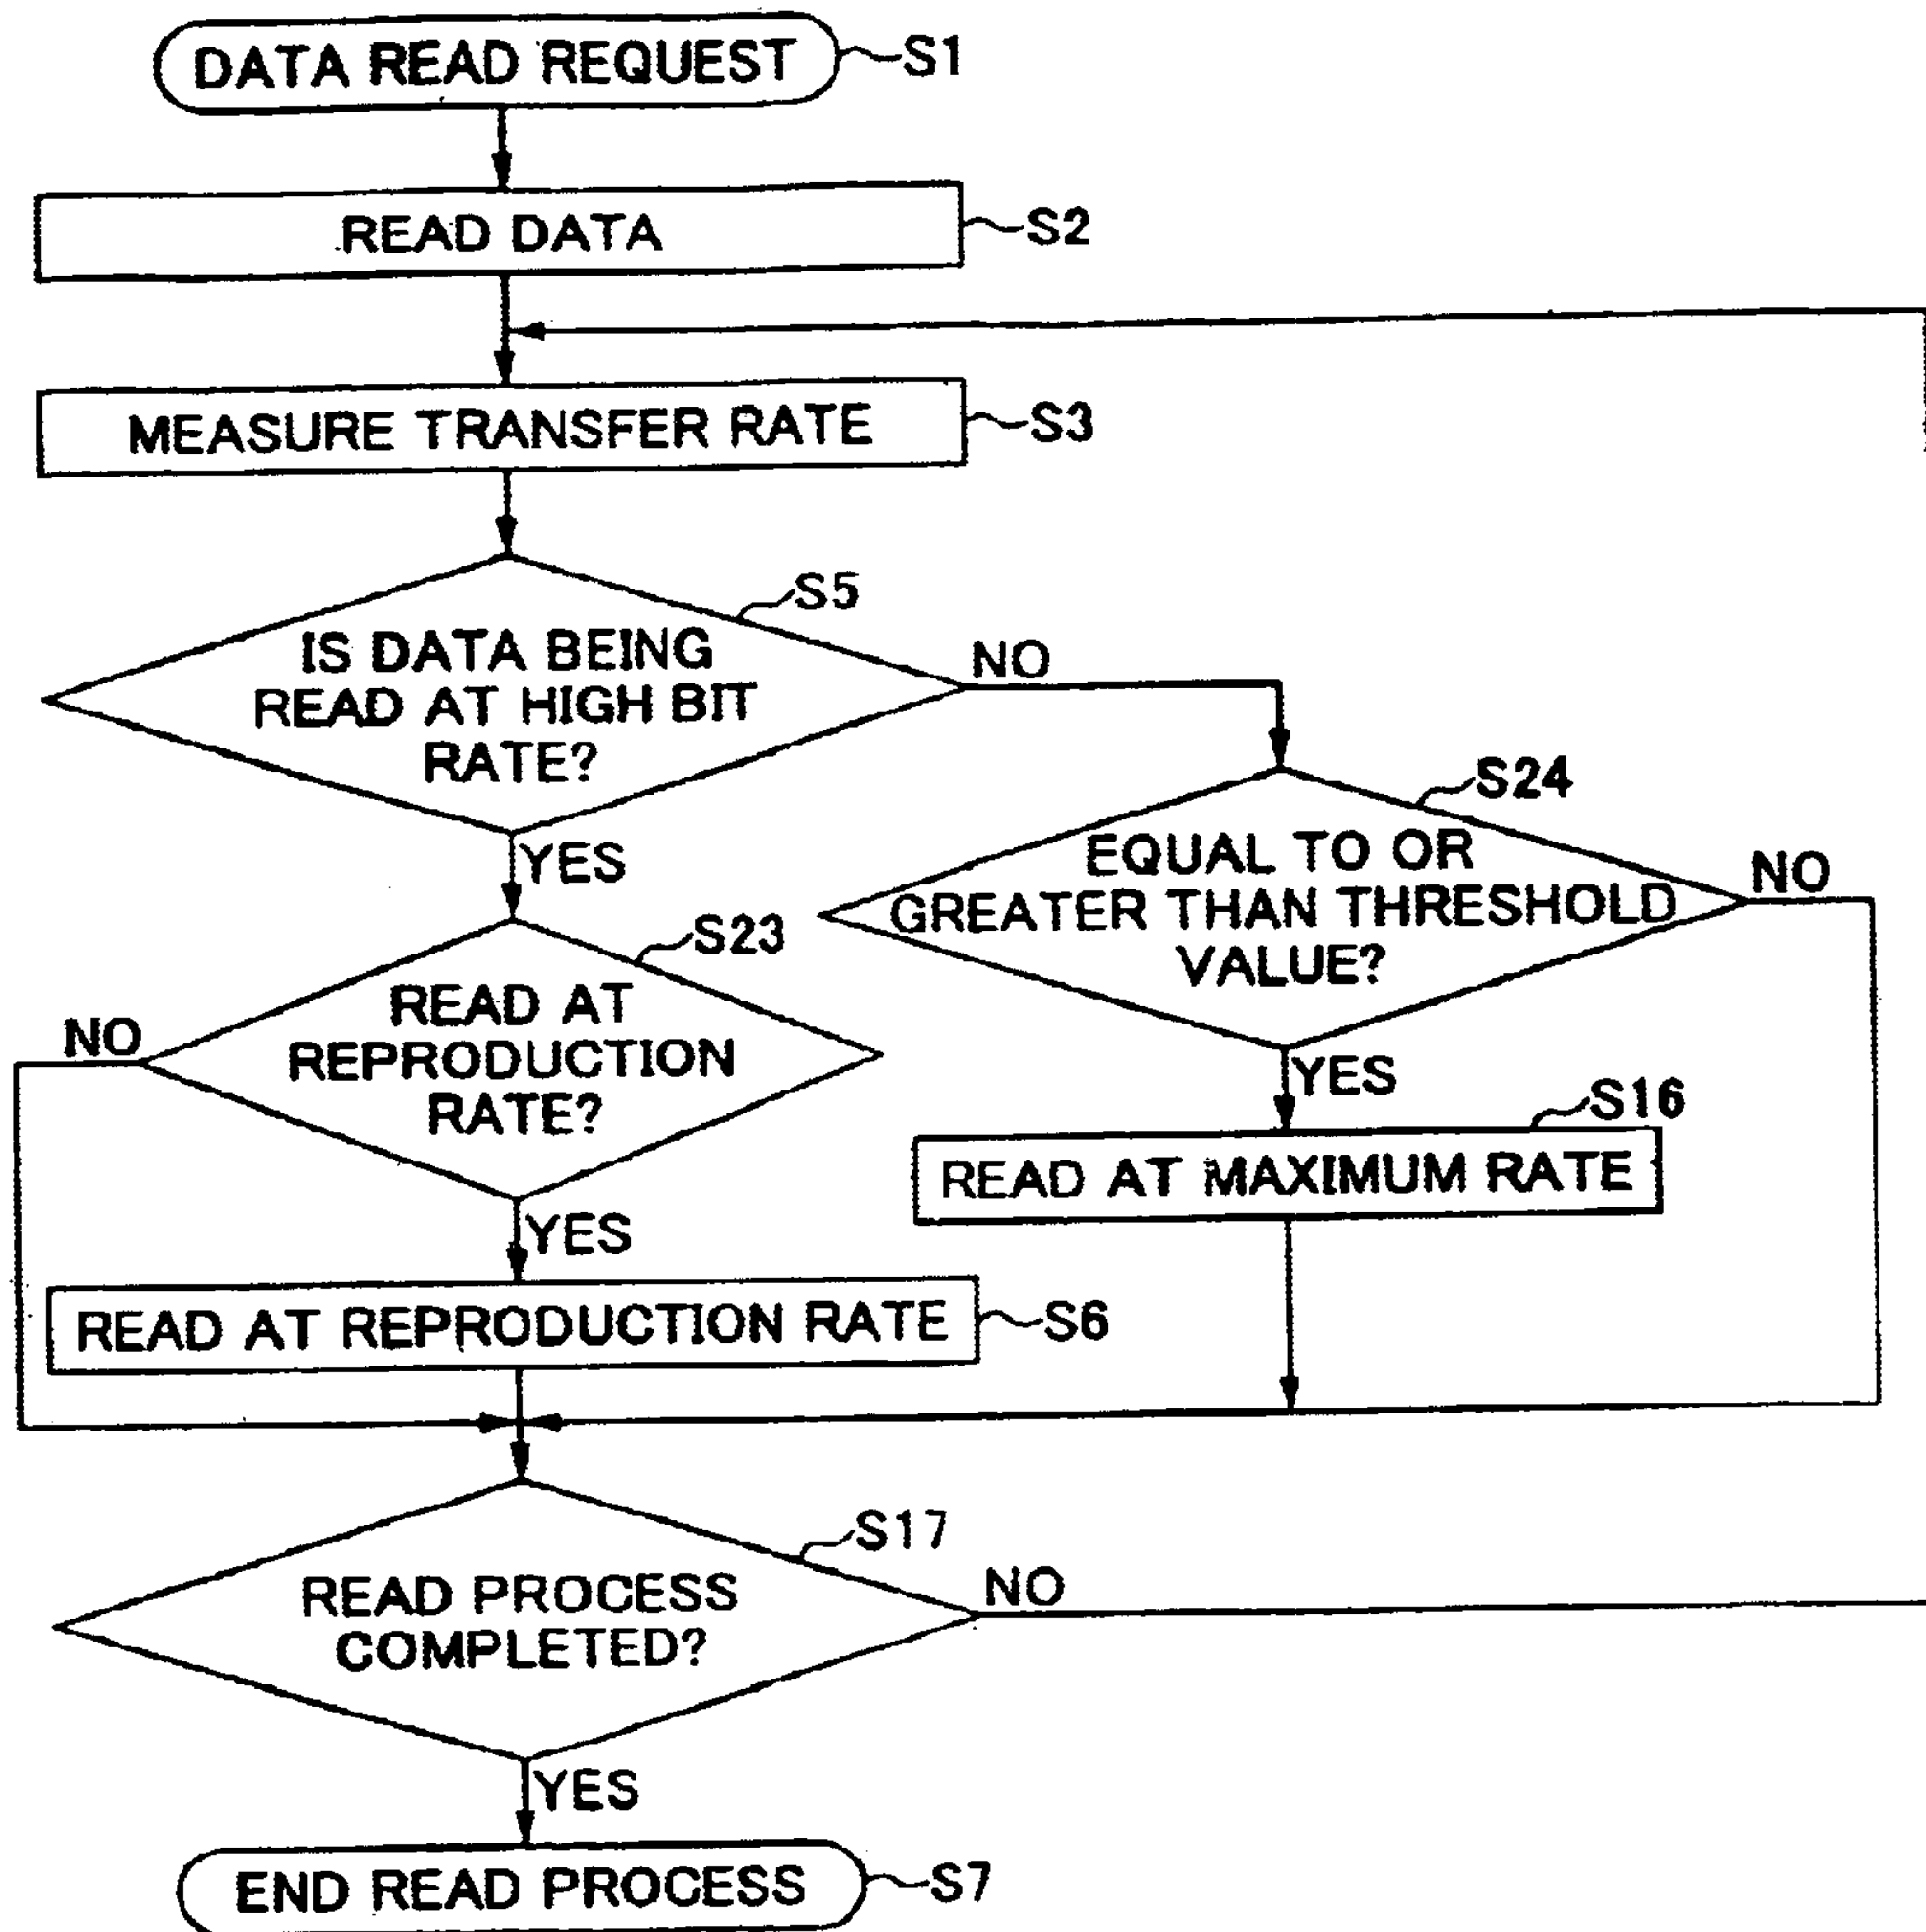 DATA READ REQUEST
S1
READ DATA
S2
MEASURE TRANSFER RATE
S3
S5
IS DATA BEING
READ AT HIGH BIT
RATE?
NO
YES
S24
EQUAL TO OR
GREATER THAN THRESHOLD
VALUE?
NO
YES
S23
READ AT
REPRODUCTION
RATE?
NO
YES
S16
READ AT MAXIMUM RATE
READ AT REPRODUCTION RATE
S6
S17
READ PROCESS
COMPLETED?
NO
YES
END READ PROCESS
S7